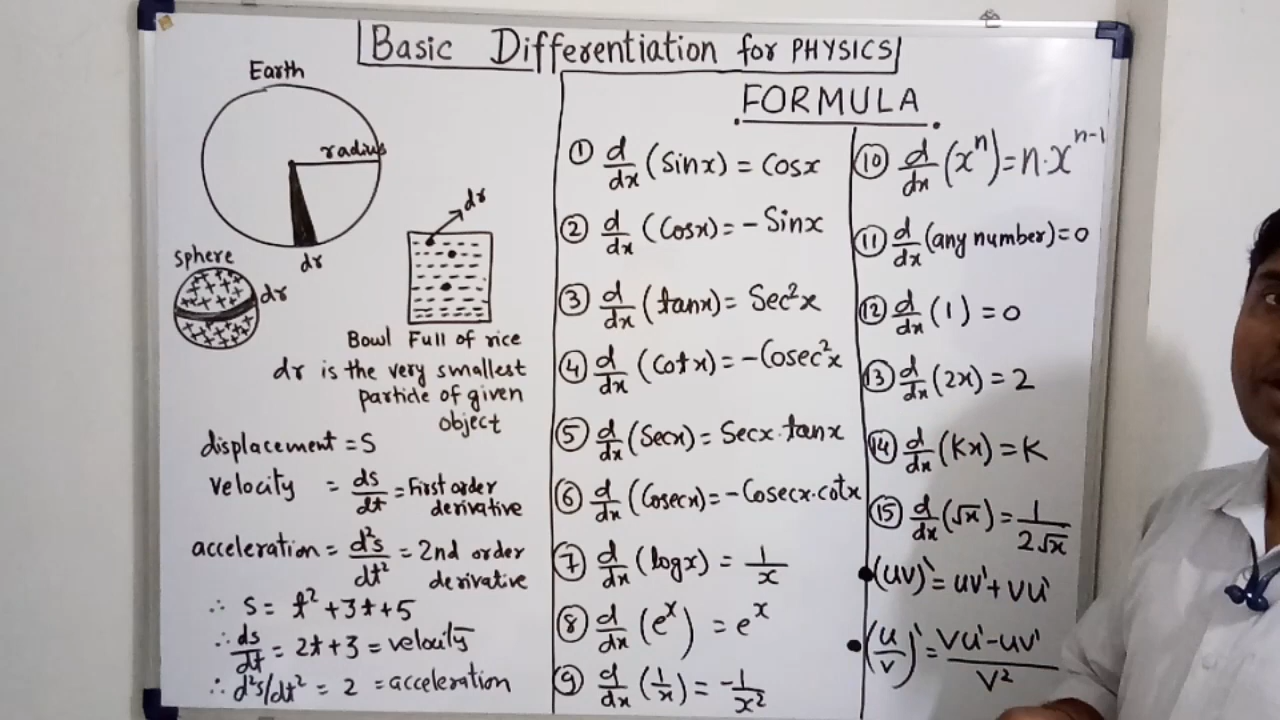 Basic Differentiation for PHYSICS
Earth
radius
dr
sphere
dr
dr
Bowl Full of rice
dr is the very smallest
particle of given
object
displacement = S
velocity = ds/dt = First order
derivative
acceleration = d²s/dt² = 2nd order
derivative
∴ S = t² + 3t + 5
∴ ds/dt = 2t + 3 = velocity
∴ d²s/dt² = 2 = acceleration
FORMULA
① d/dx (Sinx) = Cosx
② d/dx (Cosx) = - Sinx
③ d/dx (tanx) = Sec²x
④ d/dx (Cotx) = - Cosec²x
⑤ d/dx (Secx) = Secx · tanx
⑥ d/dx (Cosecx) = - Cosecx · cotx
⑦ d/dx (logx) = 1/x
⑧ d/dx (eˣ) = eˣ
⑨ d/dx (1/x) = -1/x²
⑩ d/dx (xⁿ) = n · xⁿ⁻¹
⑪ d/dx (any number) = 0
⑫ d/dx (1) = 0
⑬ d/dx (2x) = 2
⑭ d/dx (Kx) = K
⑮ d/dx (√x) = 1/2√x
• (uv)' = uv' + vu'
• (u/v)' = vu' - uv'/v²